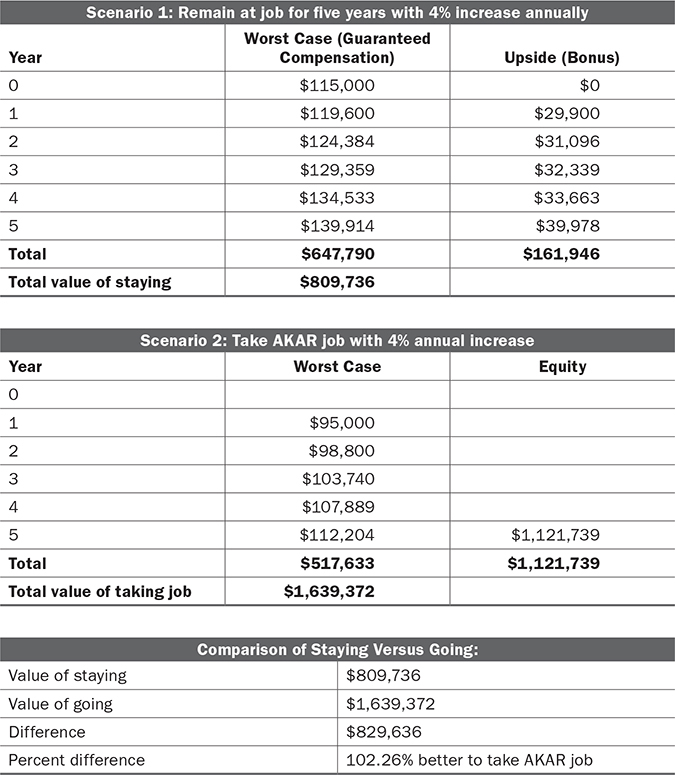 Scenario 1: Remain at job for five years with 4% increase annually
Year Worst Case (Guaranteed Compensation) Upside (Bonus)
0 $115,000 $0
1 $119,600 $29,900
2 $124,384 $31,096
3 $129,359 $32,339
4 $134,533 $33,663
5 $139,914 $39,978
Total $647,790 $161,946
Total value of staying $809,736
Scenario 2: Take AKAR job with 4% annual increase
Year Worst Case Equity
0
1 $95,000
2 $98,800
3 $103,740
4 $107,889
5 $112,204 $1,121,739
Total $517,633 $1,121,739
Total value of taking job $1,639,372
Comparison of Staying Versus Going:
Value of staying $809,736
Value of going $1,639,372
Difference $829,636
Percent difference 102.26% better to take AKAR job